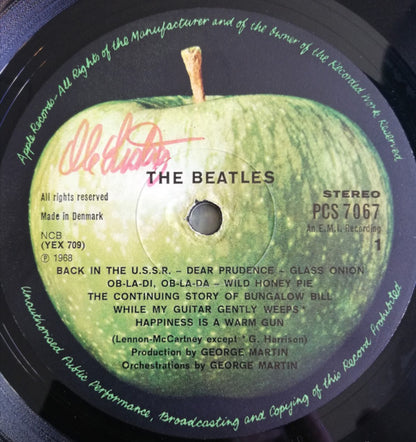 Apple Records - All Rights of the Manufacturer and of the Owner of the Recorded Work Reserved
THE BEATLES
All rights reserved
Made in Denmark
STEREO
PCS 7067
An E.M.I. Recording
NCB
(YEX 709)
℗ 1968
1
BACK IN THE U.S.S.R. – DEAR PRUDENCE – GLASS ONION
OB-LA-DI, OB-LA-DA – WILD HONEY PIE
THE CONTINUING STORY OF BUNGALOW BILL
WHILE MY GUITAR GENTLY WEEPS*
HAPPINESS IS A WARM GUN
(Lennon-McCartney except *G. Harrison)
Production by GEORGE MARTIN
Orchestrations by GEORGE MARTIN
Unauthorised Public Performance, Broadcasting and Copying of this Record Prohibited